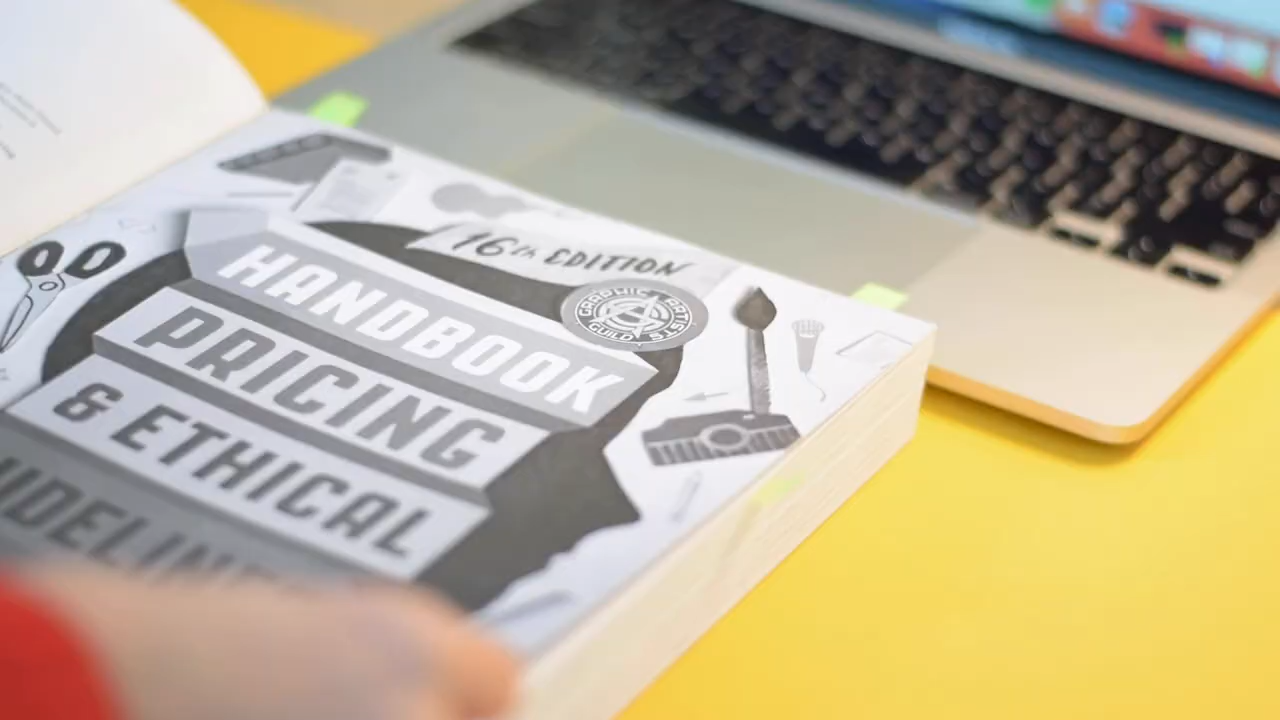 16th EDITION
HANDBOOK
GRAPHIC ARTISTS
GUILD
PRICING
& ETHICAL